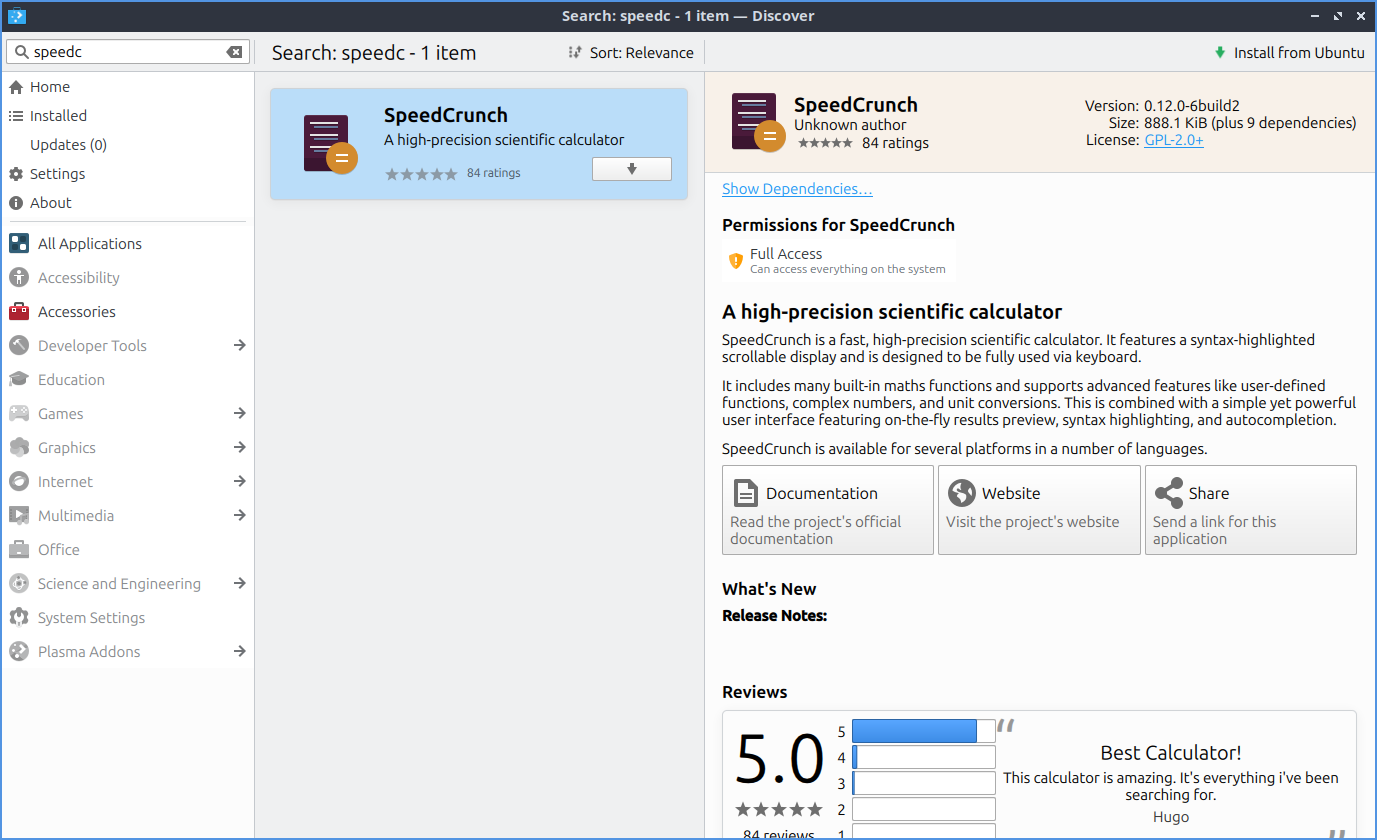 Search: speedc - 1 item — Discover
speedc
Search: speedc - 1 item
Sort: Relevance
Install from Ubuntu
Home
Installed
Updates (0)
Settings
About
All Applications
Accessibility
Accessories
Developer Tools
Education
Games
Graphics
Internet
Multimedia
Office
Science and Engineering
System Settings
Plasma Addons
SpeedCrunch
A high-precision scientific calculator
84 ratings
SpeedCrunch
Unknown author
84 ratings
Version: 0.12.0-6build2
Size: 888.1 KiB (plus 9 dependencies)
License: GPL-2.0+
Show Dependencies…
Permissions for SpeedCrunch
Full Access
Can access everything on the system
A high-precision scientific calculator
SpeedCrunch is a fast, high-precision scientific calculator. It features a syntax-highlighted
scrollable display and is designed to be fully used via keyboard.
It includes many built-in maths functions and supports advanced features like user-defined
functions, complex numbers, and unit conversions. This is combined with a simple yet powerful
user interface featuring on-the-fly results preview, syntax highlighting, and autocompletion.
SpeedCrunch is available for several platforms in a number of languages.
Documentation
Read the project's official
documentation
Website
Visit the project's website
Share
Send a link for this
application
What's New
Release Notes:
Reviews
5.0
84 reviews
5
4
3
2
1
“
Best Calculator!
This calculator is amazing. It's everything i've been
searching for.
Hugo
”